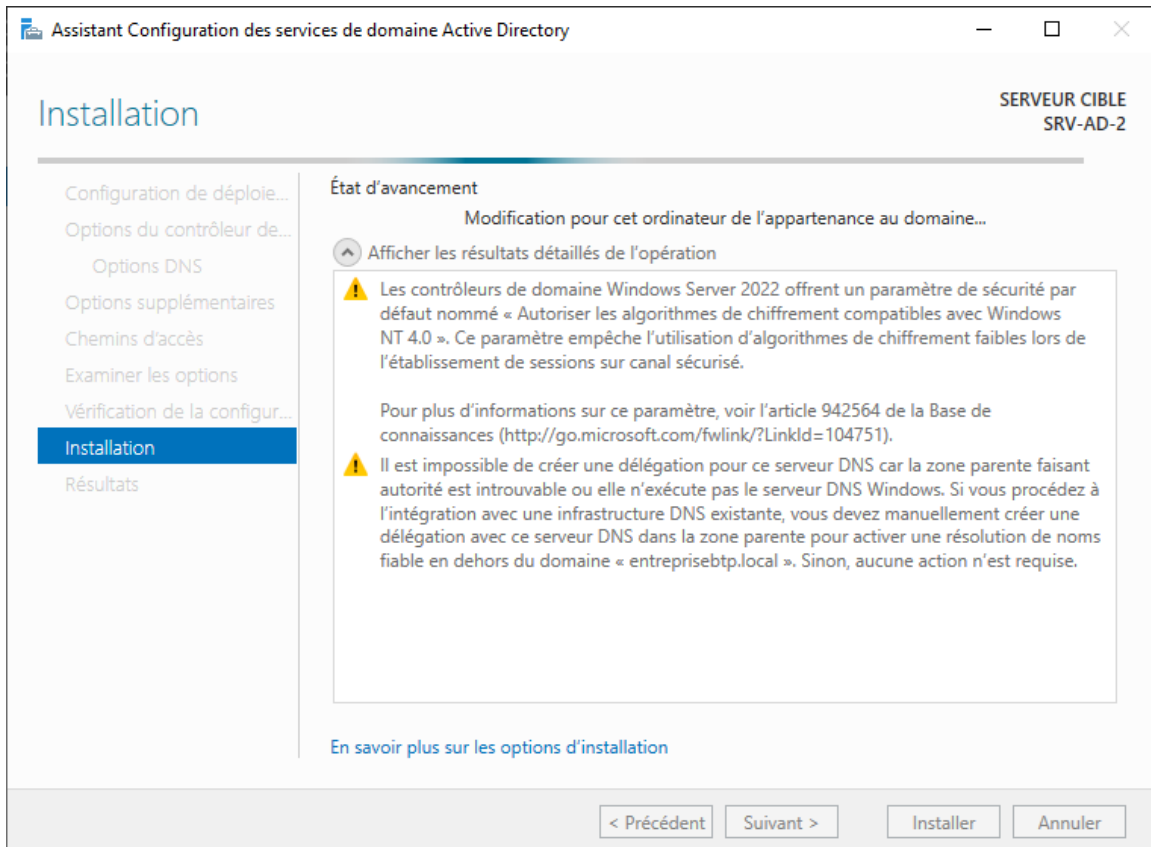 Assistant Configuration des services de domaine Active Directory
Installation
SERVEUR CIBLE
SRV-AD-2
Configuration de déploie...
Options du contrôleur de...
Options DNS
Options supplémentaires
Chemins d'accès
Examiner les options
Vérification de la configur...
Installation
Résultats
État d'avancement
Modification pour cet ordinateur de l'appartenance au domaine...
Afficher les résultats détaillés de l'opération
Les contrôleurs de domaine Windows Server 2022 offrent un paramètre de sécurité par
défaut nommé « Autoriser les algorithmes de chiffrement compatibles avec Windows
NT 4.0 ». Ce paramètre empêche l'utilisation d'algorithmes de chiffrement faibles lors de
l'établissement de sessions sur canal sécurisé.
Pour plus d'informations sur ce paramètre, voir l'article 942564 de la Base de
connaissances (http://go.microsoft.com/fwlink/?LinkId=104751).
Il est impossible de créer une délégation pour ce serveur DNS car la zone parente faisant
autorité est introuvable ou elle n'exécute pas le serveur DNS Windows. Si vous procédez à
l'intégration avec une infrastructure DNS existante, vous devez manuellement créer une
délégation avec ce serveur DNS dans la zone parente pour activer une résolution de noms
fiable en dehors du domaine « entreprisebtp.local ». Sinon, aucune action n'est requise.
En savoir plus sur les options d'installation
< Précédent
Suivant >
Installer
Annuler